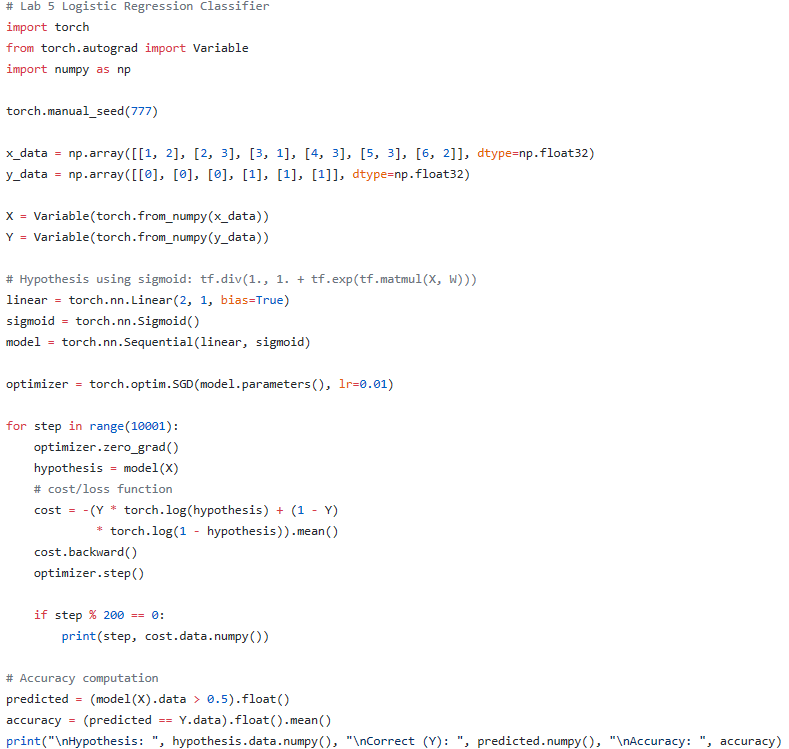 # Lab 5 Logistic Regression Classifier
import torch
from torch.autograd import Variable
import numpy as np

torch.manual_seed(777)

x_data = np.array([[1, 2], [2, 3], [3, 1], [4, 3], [5, 3], [6, 2]], dtype=np.float32)
y_data = np.array([[0], [0], [0], [1], [1], [1]], dtype=np.float32)

X = Variable(torch.from_numpy(x_data))
Y = Variable(torch.from_numpy(y_data))

# Hypothesis using sigmoid: tf.div(1., 1. + tf.exp(tf.matmul(X, W)))
linear = torch.nn.Linear(2, 1, bias=True)
sigmoid = torch.nn.Sigmoid()
model = torch.nn.Sequential(linear, sigmoid)

optimizer = torch.optim.SGD(model.parameters(), lr=0.01)

for step in range(10001):
    optimizer.zero_grad()
    hypothesis = model(X)
    # cost/loss function
    cost = -(Y * torch.log(hypothesis) + (1 - Y)
             * torch.log(1 - hypothesis)).mean()
    cost.backward()
    optimizer.step()

    if step % 200 == 0:
        print(step, cost.data.numpy())

# Accuracy computation
predicted = (model(X).data > 0.5).float()
accuracy = (predicted == Y.data).float().mean()
print("\nHypothesis: ", hypothesis.data.numpy(), "\nCorrect (Y): ", predicted.numpy(), "\nAccuracy: ", accuracy)